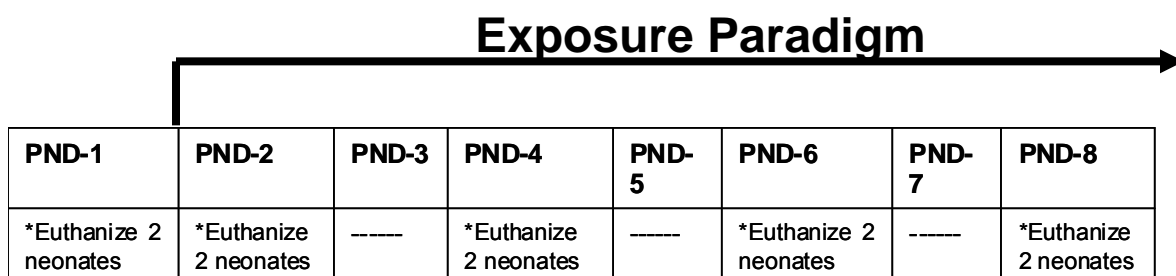 Exposure Paradigm
PND-1 PND-2 PND-3 PND-4 PND- PND-6 PND- PND-8
5 7
*Euthanize 2 *Euthanize ------ *Euthanize ------ *Euthanize 2 ------ *Euthanize
neonates 2 neonates 2 neonates neonates 2 neonates